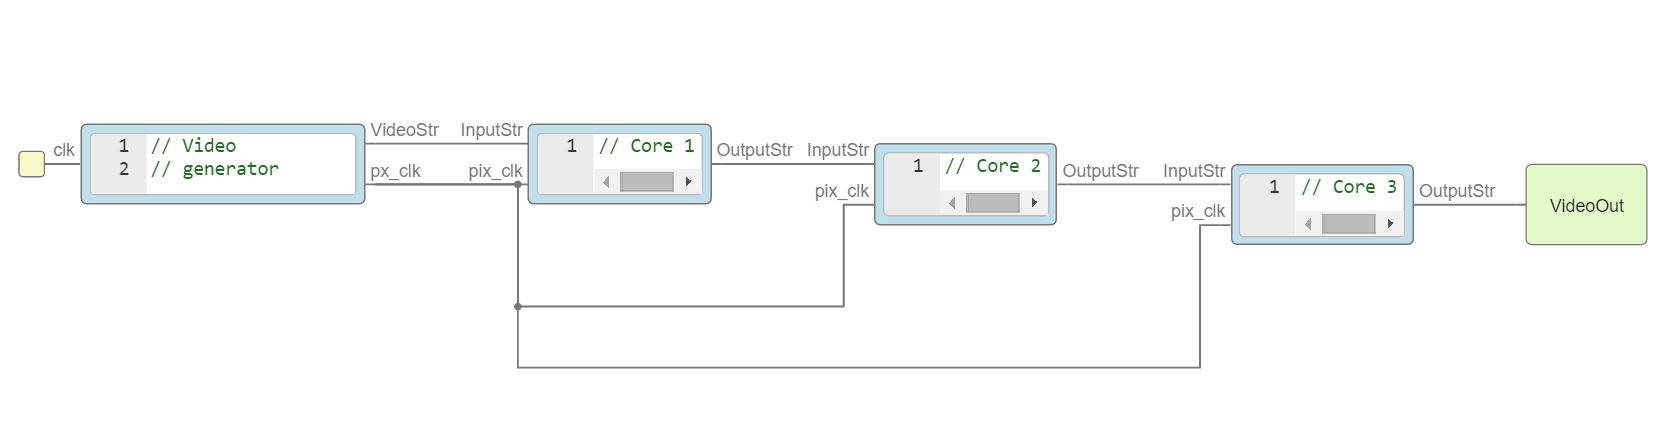 clk
1 // Video
2 // generator
VideoStr
px_clk
InputStr
pix_clk
1 // Core 1
OutputStr
InputStr
pix_clk
1 // Core 2
OutputStr
InputStr
pix_clk
1 // Core 3
OutputStr
VideoOut